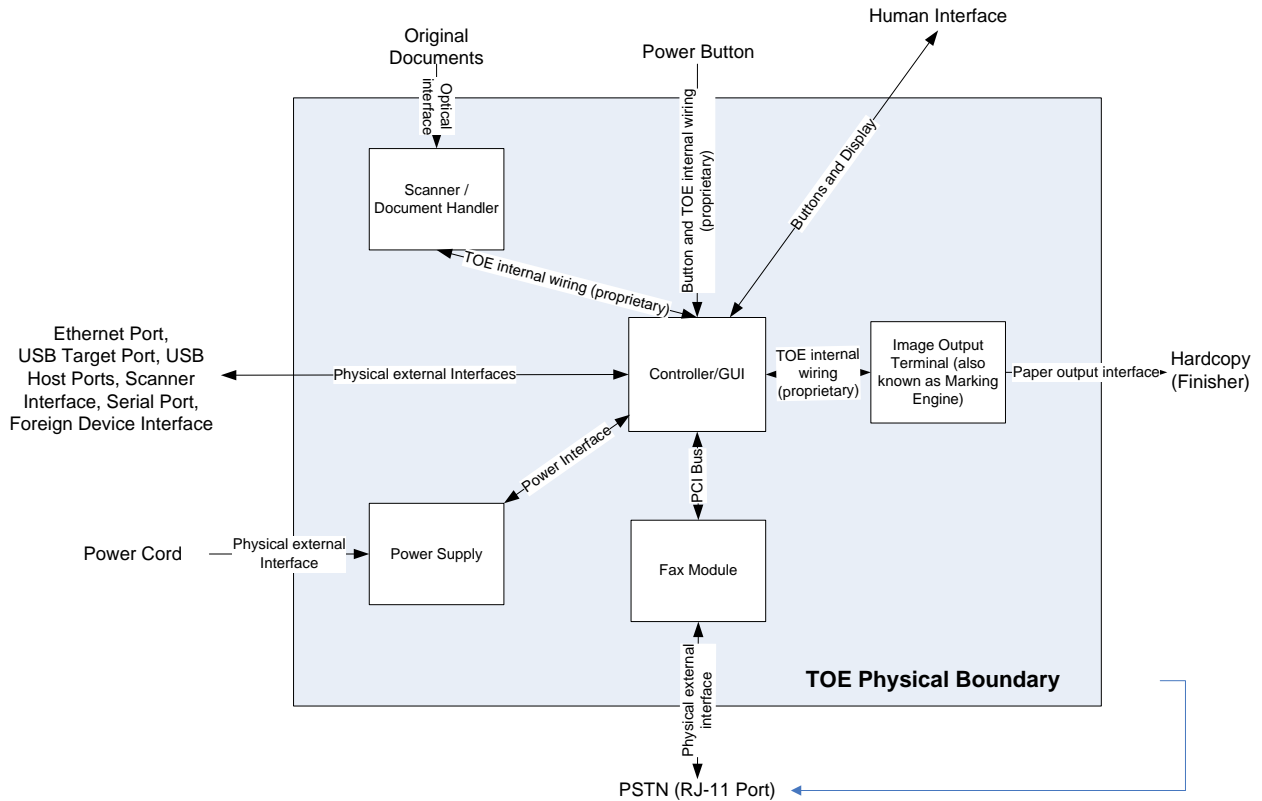 Human Interface
Original
Documents
Power Button
Optical
interface
Button and TOE internal wiring
(proprietary)
Buttons and Display
Scanner /
Document Handler
TOE internal wiring (proprietary)
Ethernet Port,
USB Target Port, USB
Host Ports, Scanner
Interface, Serial Port,
Foreign Device Interface
Physical external Interfaces
Controller/GUI
TOE internal
wiring
(proprietary)
Image Output
Terminal (also
known as Marking
Engine)
Paper output interface
Hardcopy
(Finisher)
Power Interface
PCI Bus
Power Cord
Physical external
Interface
Power Supply
Fax Module
Physical external
interface
TOE Physical Boundary
PSTN (RJ-11 Port)